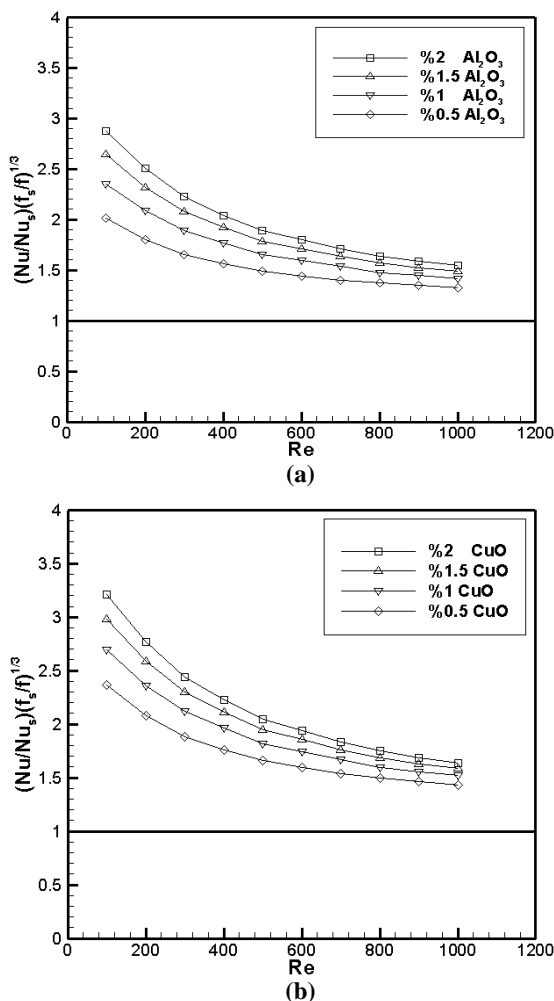 4
3.5
3
2.5
2
1.5
1
0.5
0
(Nu/Nuₛ)(fₛ/f)^1/3
%2 Al₂O₃
%1.5 Al₂O₃
%1 Al₂O₃
%0.5 Al₂O₃
0 200 400 600 800 1000 1200
Re
(a)
4
3.5
3
2.5
2
1.5
1
0.5
0
(Nu/Nuₛ)(fₛ/f)^1/3
%2 CuO
%1.5 CuO
%1 CuO
%0.5 CuO
0 200 400 600 800 1000 1200
Re
(b)